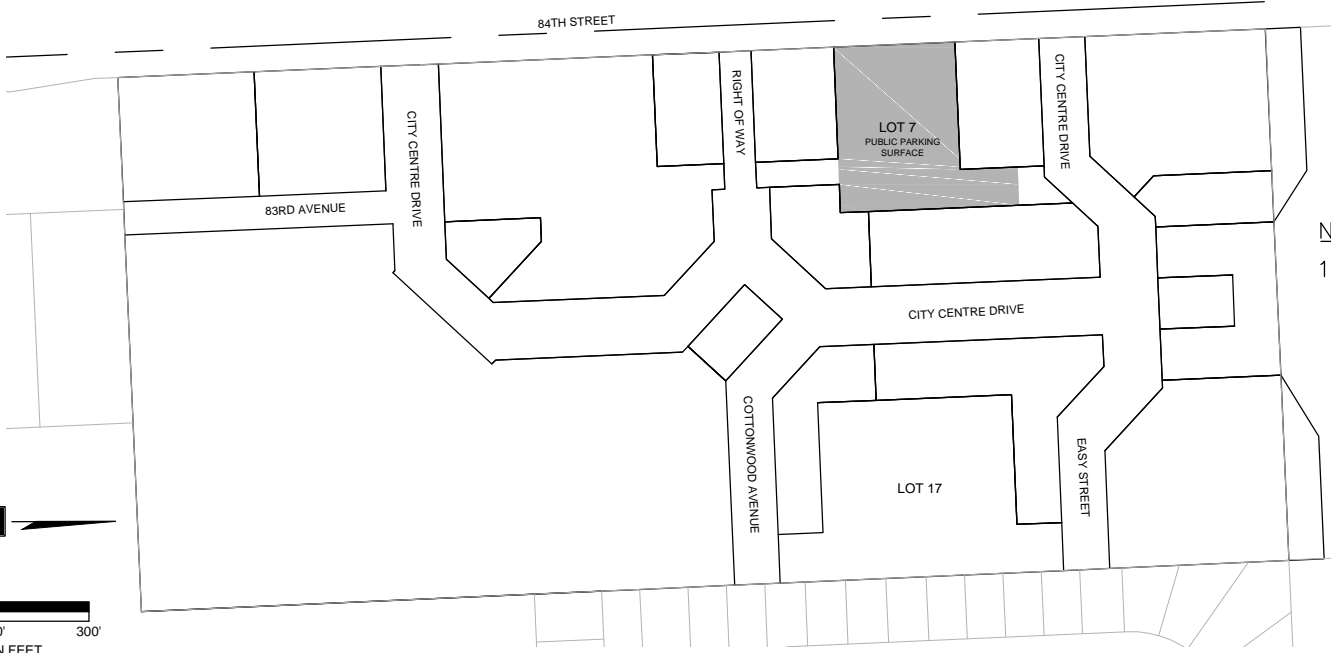 84TH STREET
CITY CENTRE DRIVE
RIGHT OF WAY
CITY CENTRE DRIVE
LOT 7
PUBLIC PARKING
SURFACE
83RD AVENUE
N
1
CITY CENTRE DRIVE
COTTONWOOD AVENUE
EASY STREET
LOT 17
300'